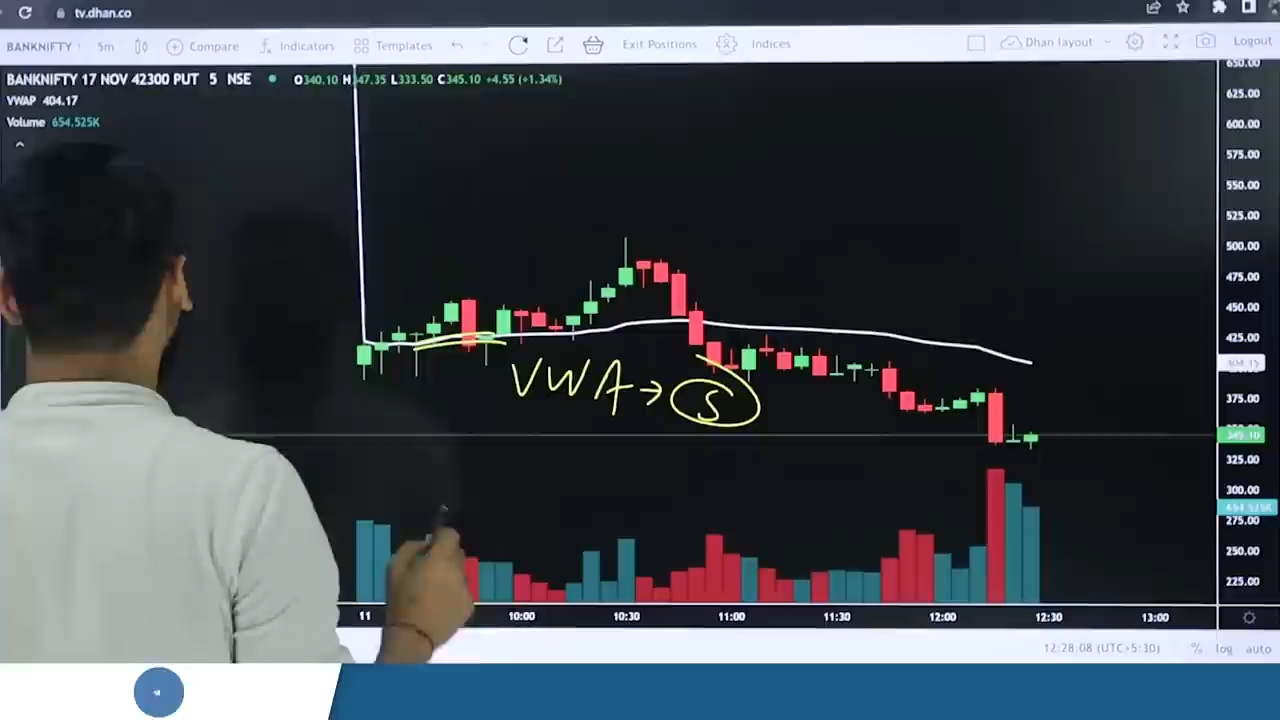 tv.dhan.co
BANKNIFTY 5m Compare Indicators Templates Exit Positions Indices Dhan layout Logout
BANKNIFTY 17 NOV 42300 PUT 5 NSE O340.10 H347.35 L333.50 C345.10 +4.55 (+1.34%)
VWAP 404.17
Volume 654.525K
650.00
625.00
600.00
575.00
550.00
525.00
500.00
475.00
450.00
425.00
404.15
375.00
345.10
325.00
300.00
654.525K
275.00
250.00
225.00
VWA → S
11 10:00 10:30 11:00 11:30 12:00 12:30 13:00
12:28:08 (UTC+5:30) % log auto